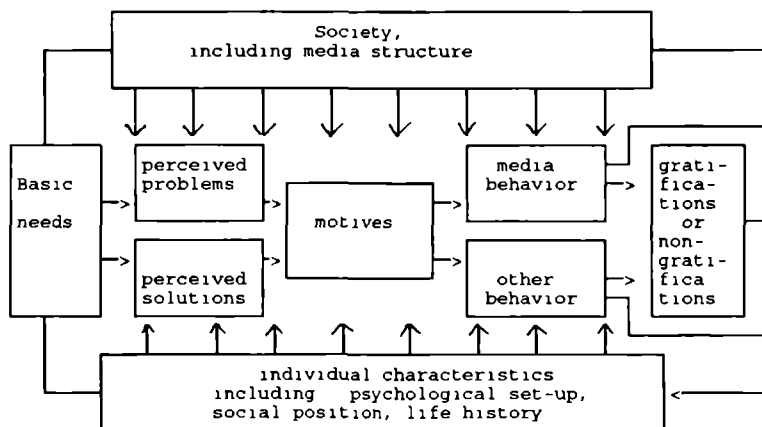 Society,
including media structure
Basic
needs
perceived
problems
perceived
solutions
motives
media
behavior
other
behavior
grati-
fica-
tions
or
non-
grati-
fica
tions
individual characteristics
including psychological set-up,
social position, life history